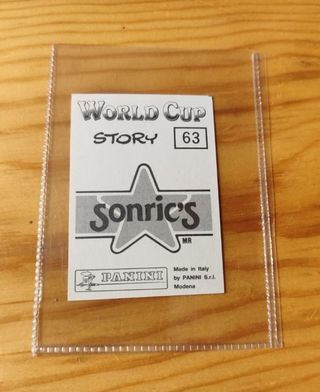 WORLD CUP
STORY 63
Sonric's
MR
PANINI
Made in Italy
by PANINI S.r.l.
Modena